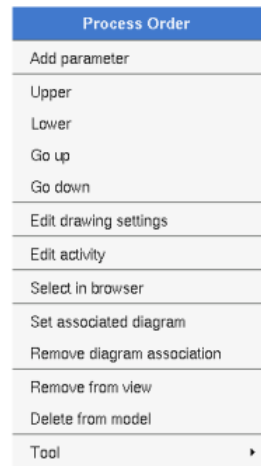 Process Order
Add parameter
Upper
Lower
Go up
Go down
Edit drawing settings
Edit activity
Select in browser
Set associated diagram
Remove diagram association
Remove from view
Delete from model
Tool